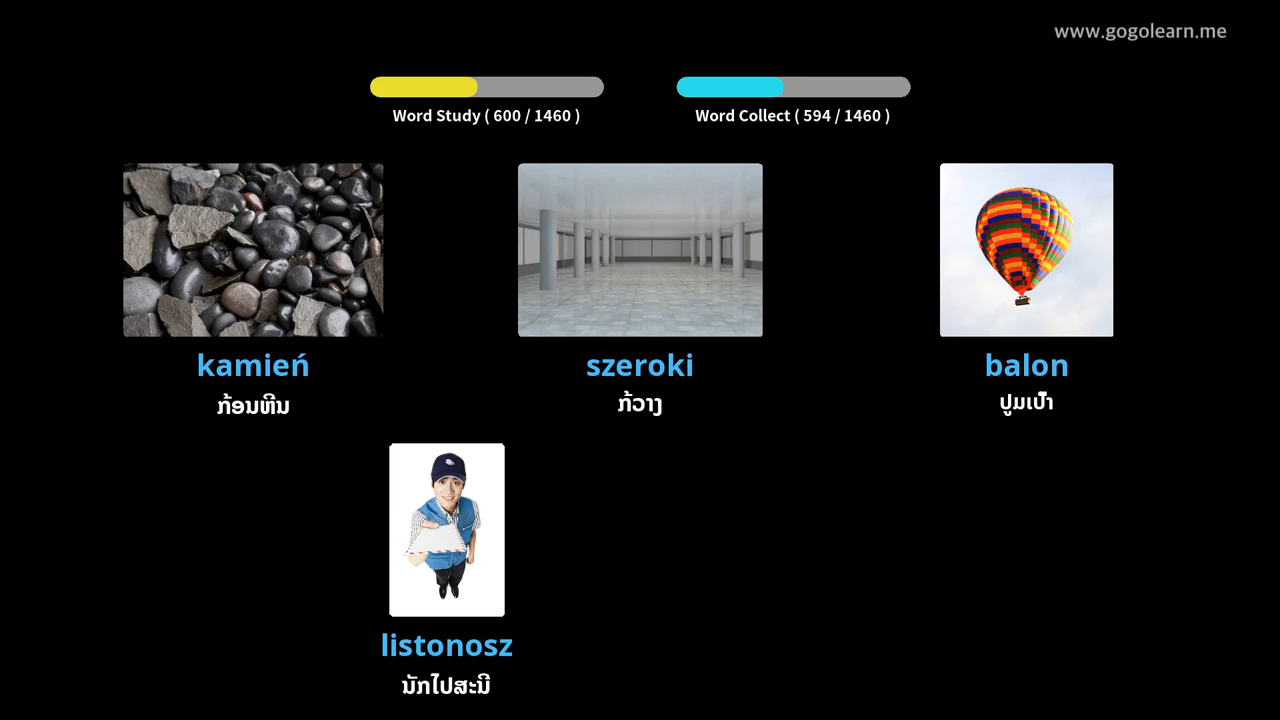 www.gogolearn.me
Word Study ( 600 / 1460 )
Word Collect ( 594 / 1460 )
kamień
ກ້ອນຫີນ
szeroki
ກ້ວາງ
balon
ປູມເປົ້າ
listonosz
ນັກໄປສະນີ